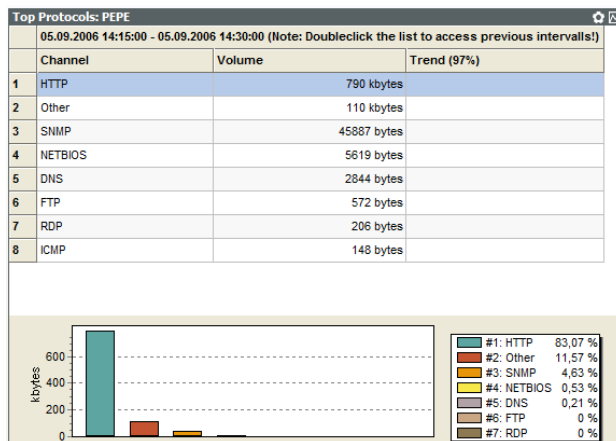 Top Protocols: PEPE
05.09.2006 14:15:00 - 05.09.2006 14:30:00 (Note: Doubleclick the list to access previous intervalls!)
Channel Volume Trend (97%)
1 HTTP 790 kbytes
2 Other 110 kbytes
3 SNMP 45887 bytes
4 NETBIOS 5619 bytes
5 DNS 2844 bytes
6 FTP 572 bytes
7 RDP 206 bytes
8 ICMP 148 bytes
kbytes
600
400
200
0
#1: HTTP 83,07 %
#2: Other 11,57 %
#3: SNMP 4,63 %
#4: NETBIOS 0,53 %
#5: DNS 0,21 %
#6: FTP 0 %
#7: RDP 0 %